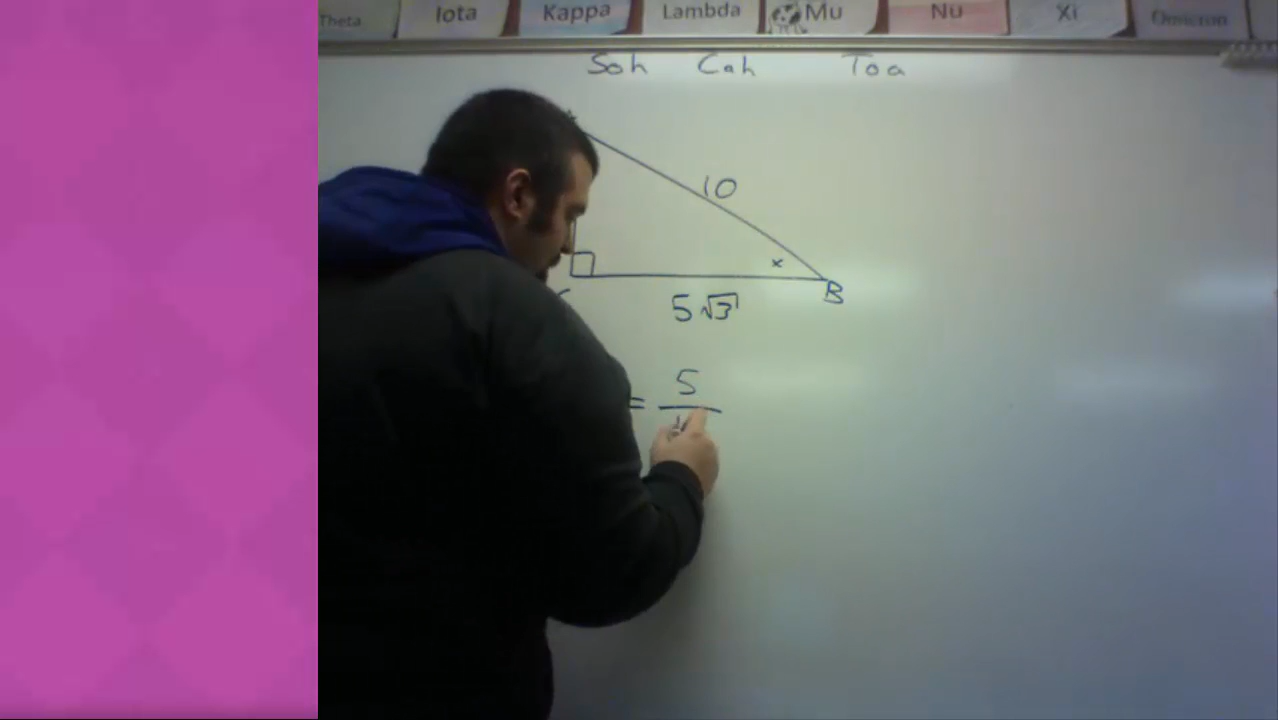 Theta Iota Kappa Lambda Mu Nu Xi Omicron
Soh Cah Toa
10
x
5√3 B
= 5